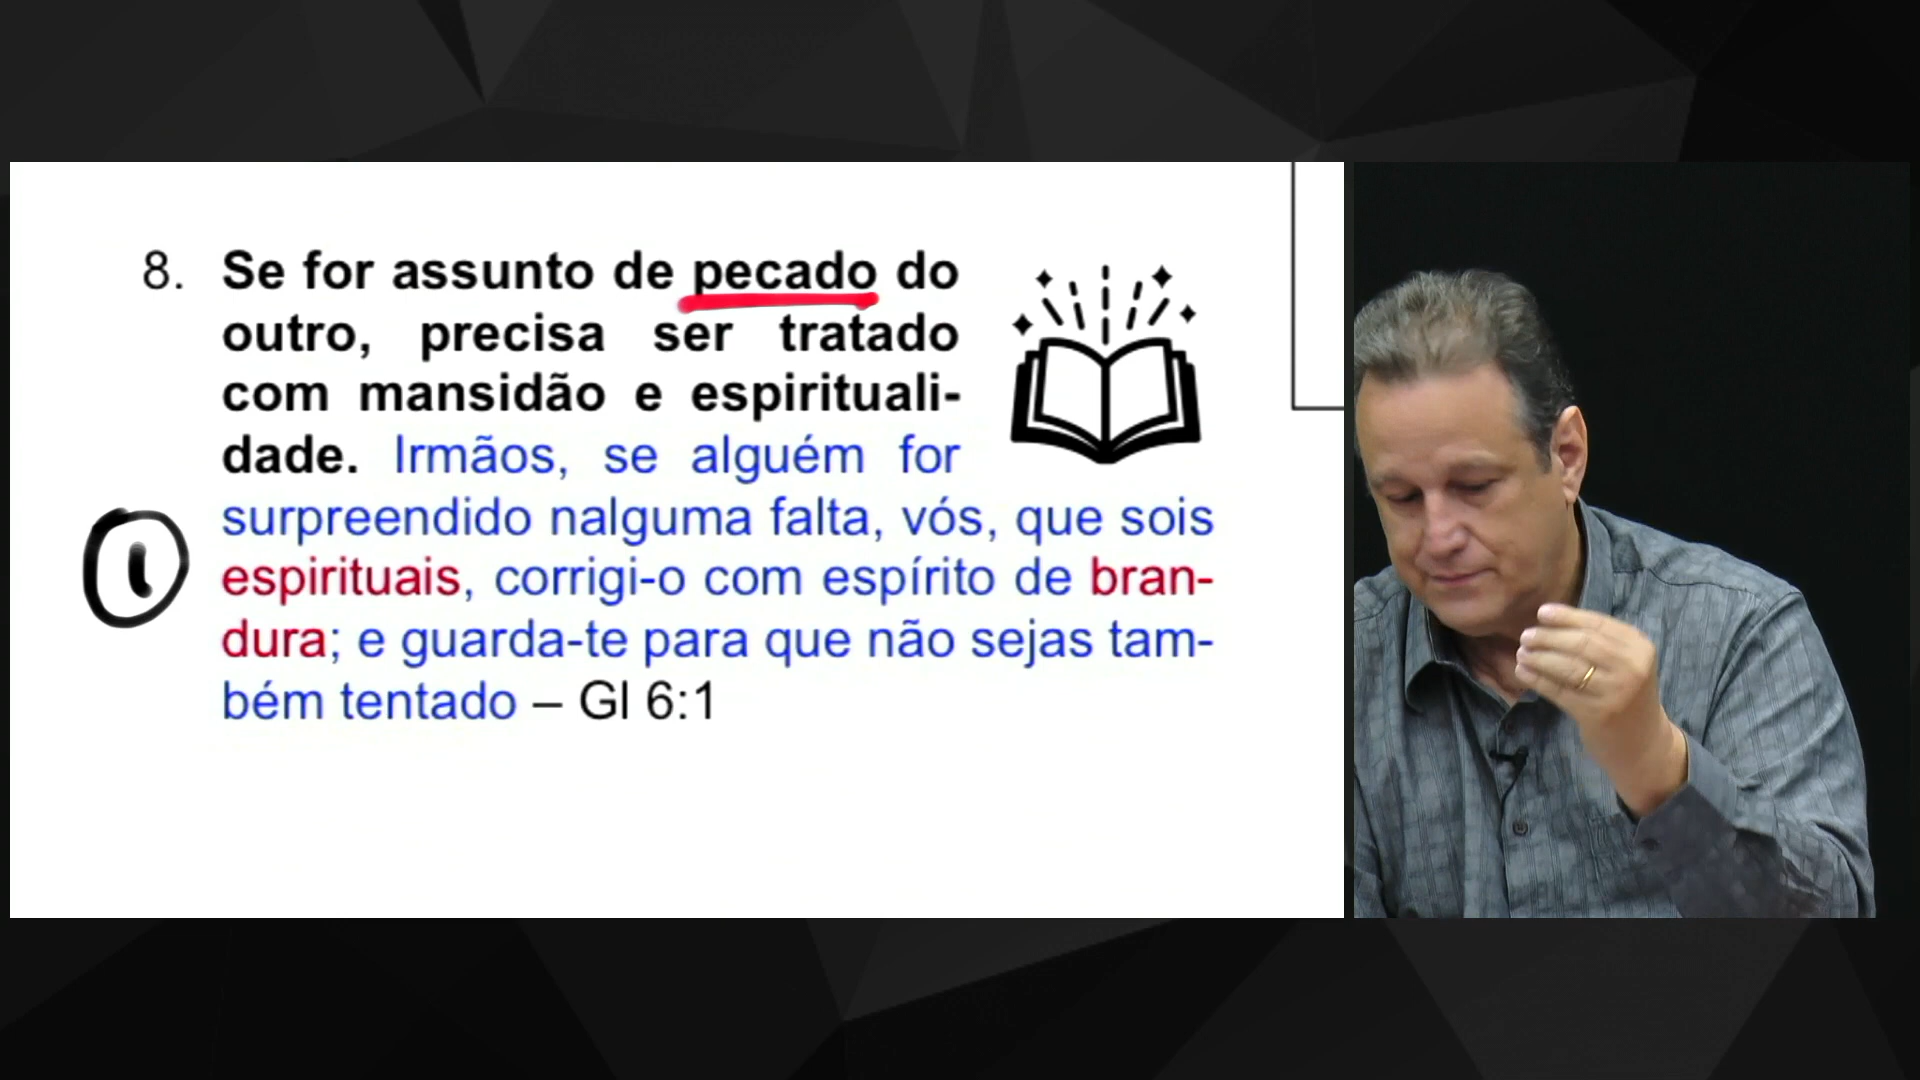 8. Se for assunto de pecado do
outro, precisa ser tratado
com mansidão e espirituali-
dade. Irmãos, se alguém for
surpreendido nalguma falta, vós, que sois
1
espirituais, corrigi-o com espírito de bran-
dura; e guarda-te para que não sejas tam-
bém tentado – Gl 6:1